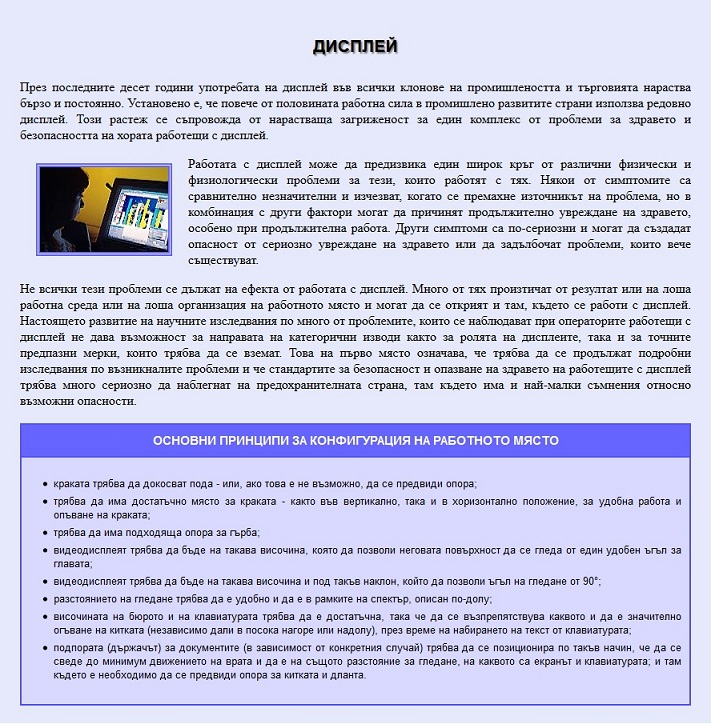 ДИСПЛЕЙ
През последните десет години употребата на дисплей във всички клонове на промишлеността и търговията нараства
бързо и постоянно. Установено е, че повече от половината работна сила в промишлено развитите страни използва редовно
дисплей. Този растеж се съпровожда от нарастваща загриженост за един комплекс от проблеми за здравето и
безопасността на хората работещи с дисплей.
Работата с дисплей може да предизвика един широк кръг от различни физически и
физиологически проблеми за тези, които работят с тях. Някои от симптомите са
сравнително незначителни и изчезват, когато се премахне източникът на проблема, но в
комбинация с други фактори могат да причинят продължително увреждане на здравето,
особено при продължителна работа. Други симптоми са по-сериозни и могат да създадат
опасност от сериозно увреждане на здравето или да задълбочат проблеми, които вече
съществуват.
Не всички тези проблеми се дължат на ефекта от работата с дисплей. Много от тях произтичат от резултат или на лоша
работна среда или на лоша организация на работното място и могат да се открият и там, където се работи с дисплей.
Настоящето развитие на научните изследвания по много от проблемите, които се наблюдават при операторите работещи с
дисплей не дава възможност за направата на категорични изводи както за ролята на дисплеите, така и за точните
предпазни мерки, които трябва да се вземат. Това на първо място означава, че трябва да се продължат подробни
изследвания по възникналите проблеми и че стандартите за безопасност и опазване на здравето на работещите с дисплей
трябва много сериозно да наблегнат на предохранителната страна, там където има и най-малки съмнения относно
възможни опасности.
ОСНОВНИ ПРИНЦИПИ ЗА КОНФИГУРАЦИЯ НА РАБОТНОТО МЯСТО
• краката трябва да докосват пода - или, ако това е не възможно, да се предвиди опора;
• трябва да има достатъчно място за краката - както във вертикално, така и в хоризонтално положение, за удобна работа и
опъване на краката;
• трябва да има подходяща опора за гърба;
• видеодисплеят трябва да бъде на такава височина, която да позволи неговата повърхност да се гледа от един удобен ъгъл за
главата;
• видеодисплеят трябва да бъде на такава височина и под такъв наклон, който да позволи ъгъл на гледане от 90°;
• разстоянието на гледане трябва да е удобно и да е в рамките на спектър, описан по-долу;
• височината на бюрото и на клавиатурата трябва да е достатъчна, така че да се възпрепятствува каквото и да е значително
огъване на китката (независимо дали в посока нагоре или надолу), през време на набирането на текст от клавиатурата;
• подпората (държачът) за документите (в зависимост от конкретния случай) трябва да се позиционира по такъв начин, че да се
сведе до минимум движението на врата и да е на същото разстояние за гледане, на каквото са екранът и клавиатурата; и там
където е необходимо да се предвиди опора за китката и дланта.